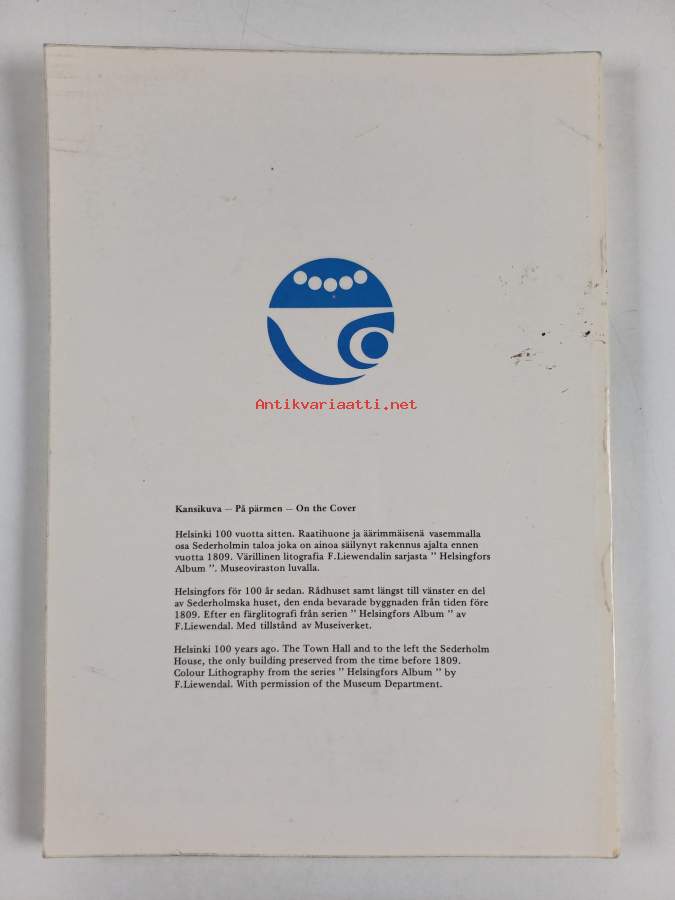 Antikvariaatti.net
Kansikuva — På pärmen — On the Cover
Helsinki 100 vuotta sitten. Raatihuone ja äärimmäisenä vasemmalla
osa Sederholmin taloa joka on ainoa säilynyt rakennus ajalta ennen
vuotta 1809. Värillinen litografia F.Liewendalin sarjasta " Helsingfors
Album ". Museoviraston luvalla.
Helsingfors för 100 år sedan. Rådhuset samt längst till vänster en del
av Sederholmska huset, den enda bevarade byggnaden från tiden före
1809. Efter en färglitografi från serien " Helsingfors Album " av
F.Liewendal. Med tillstånd av Museiverket.
Helsinki 100 years ago. The Town Hall and to the left the Sederholm
House, the only building preserved from the time before 1809.
Colour Lithography from the series " Helsingfors Album " by
F.Liewendal. With permission of the Museum Department.